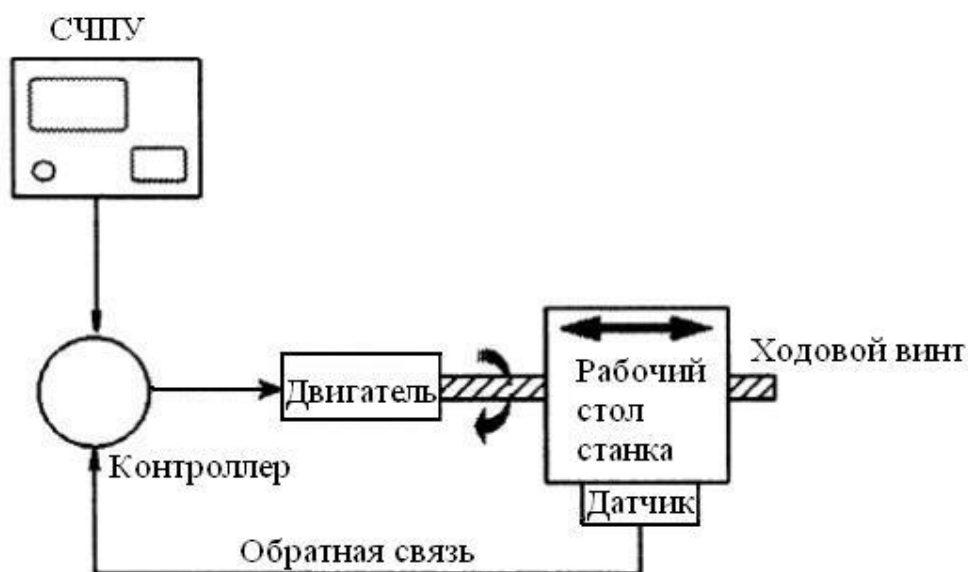 СЧПУ
Ходовой винт
Двигатель
Рабочий
стол
станка
Контроллер
Датчик
Обратная связь